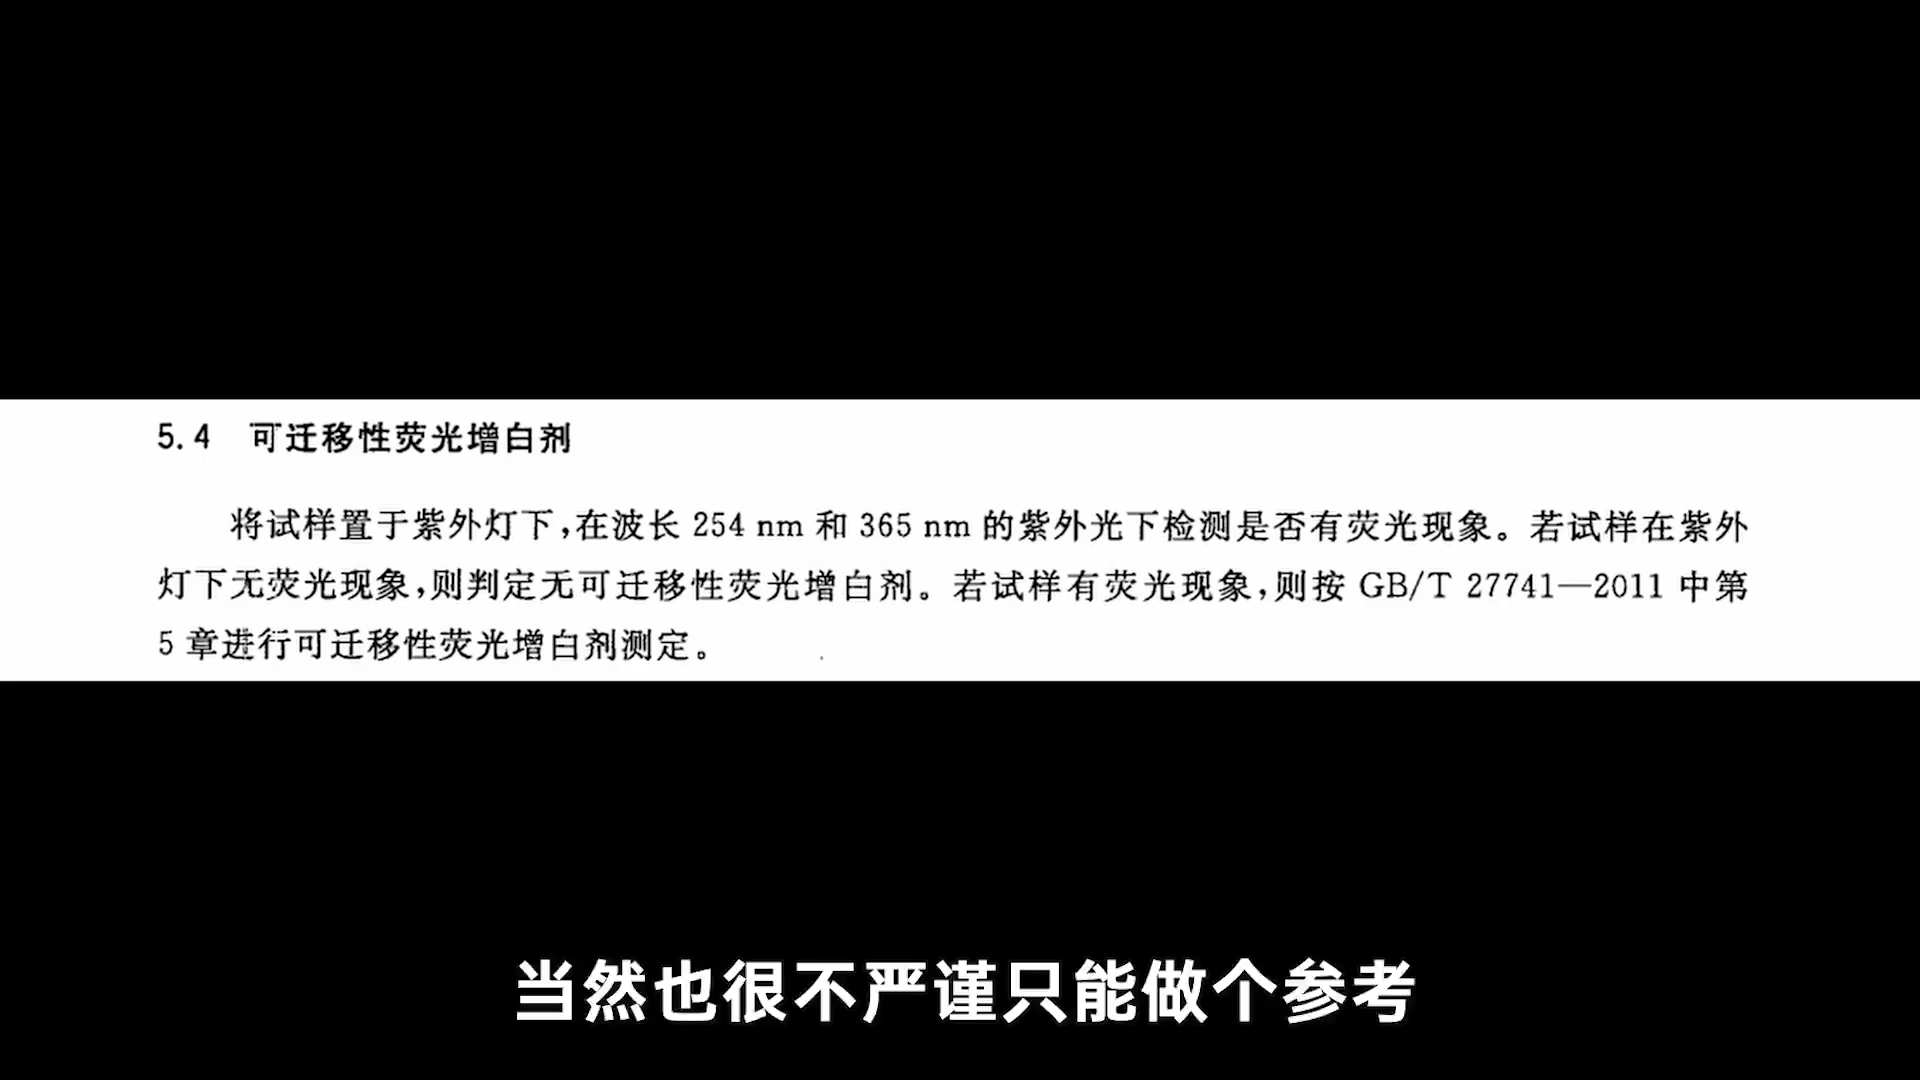 5.4 可迁移性荧光增白剂
将试样置于紫外灯下,在波长 254 nm 和 365 nm 的紫外光下检测是否有荧光现象。若试样在紫外
灯下无荧光现象,则判定无可迁移性荧光增白剂。若试样有荧光现象,则按 GB/T 27741—2011 中第
5 章进行可迁移性荧光增白剂测定。
当然也很不严谨只能做个参考